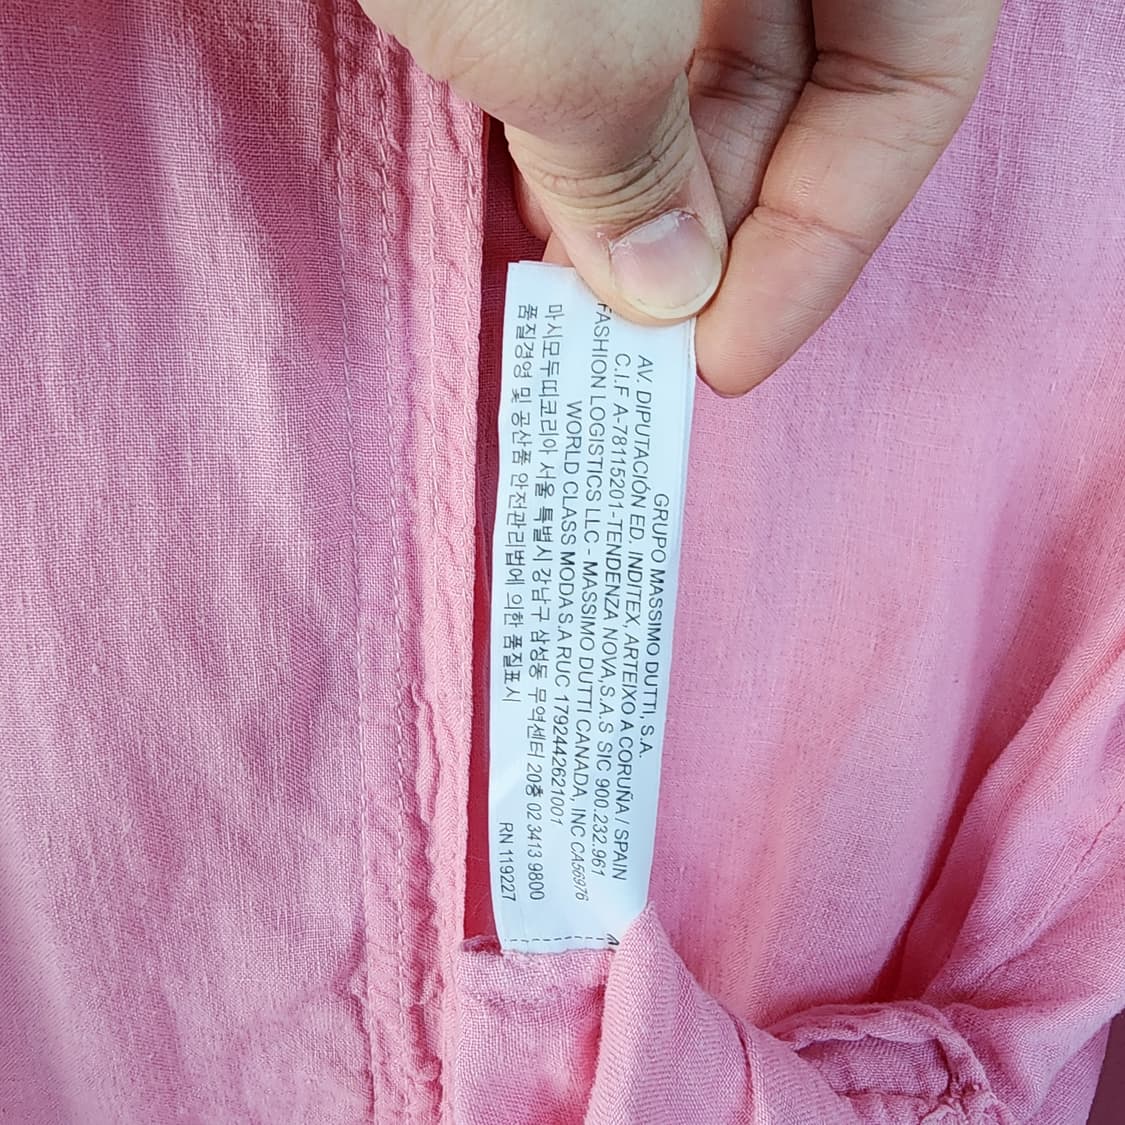 GRUPO MASSIMO DUTTI, S.A.
AV. DIPUTACIÓN ED. INDITEX, ARTEIXO A CORUÑA / SPAIN
C.I.F A-78115201-TENDENZA NOVA, S.A.S SIC 900.232.961
FASHION LOGISTICS LLC - MASSIMO DUTTI CANADA, INC CA56976
WORLD CLASS MODA S.A RUC 1792442621001
마시모두띠코리아 서울 특별시 강남구 삼성동 무역센터 20층 02 3413 9800
품질경영 및 공산품 안전관리법에 의한 품질표시 RN 119227